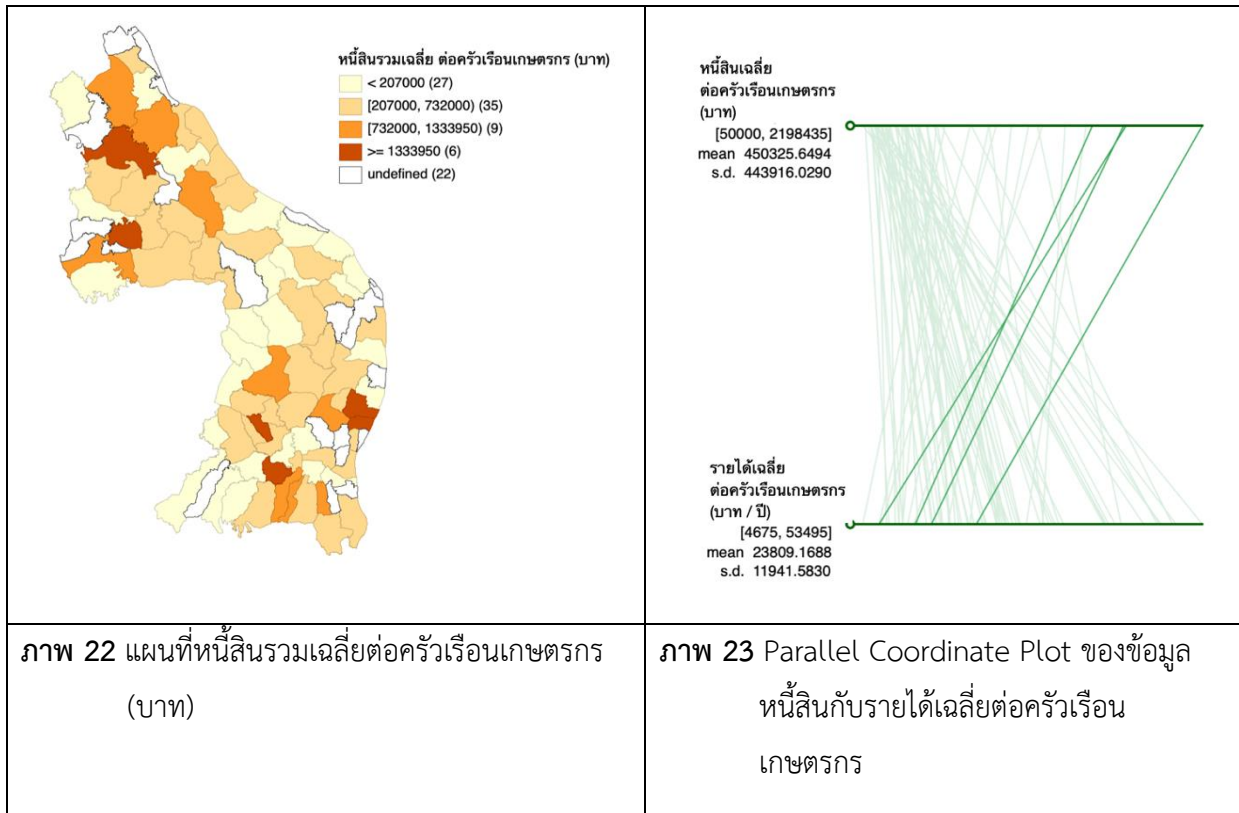 หนี้สินรวมเฉลี่ย ต่อครัวเรือนเกษตรกร (บาท)
< 207000 (27)
[207000, 732000) (35)
[732000, 1333950) (9)
>= 1333950 (6)
undefined (22)
หนี้สินเฉลี่ย
ต่อครัวเรือนเกษตรกร
(บาท)
[50000, 2198435]
mean 450325.6494
s.d. 443916.0290
รายได้เฉลี่ย
ต่อครัวเรือนเกษตรกร
(บาท / ปี)
[4675, 53495]
mean 23809.1688
s.d. 11941.5830
ภาพ 22 แผนที่หนี้สินรวมเฉลี่ยต่อครัวเรือนเกษตรกร
(บาท)
ภาพ 23 Parallel Coordinate Plot ของข้อมูล
หนี้สินกับรายได้เฉลี่ยต่อครัวเรือน
เกษตรกร